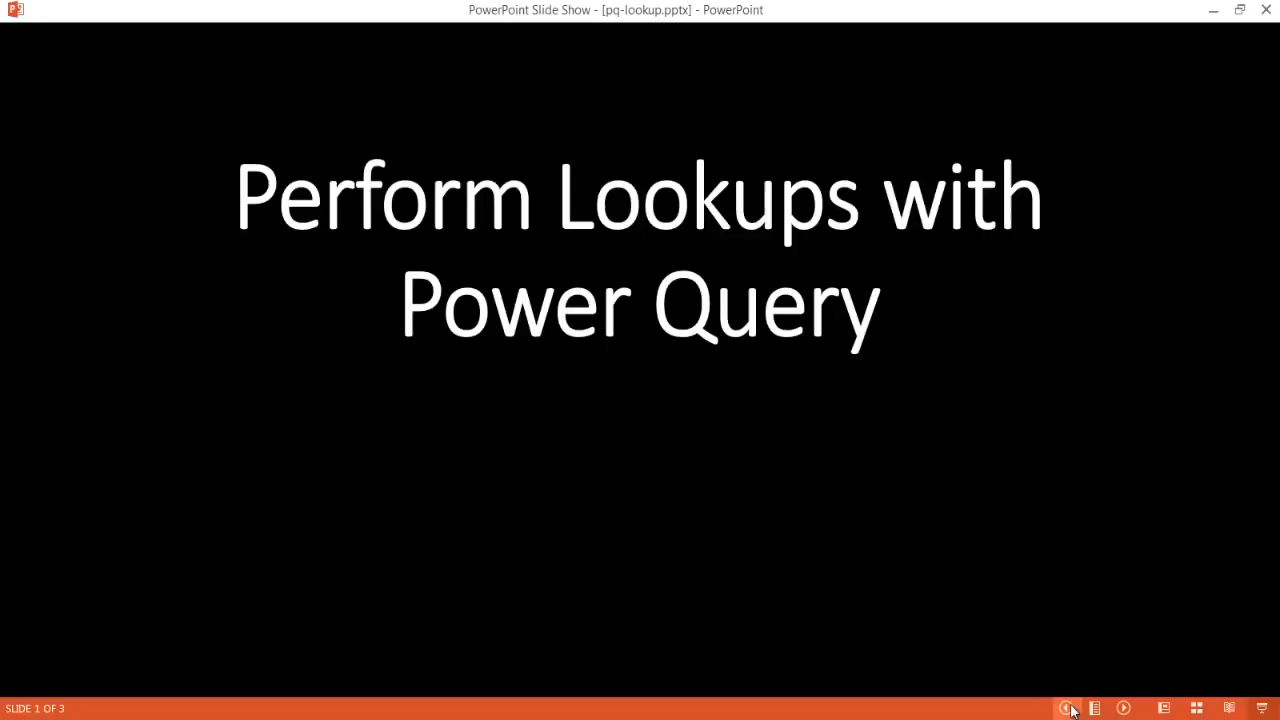 PowerPoint Slide Show - [pq-lookup.pptx] - PowerPoint
Perform Lookups with
Power Query
SLIDE 1 OF 3